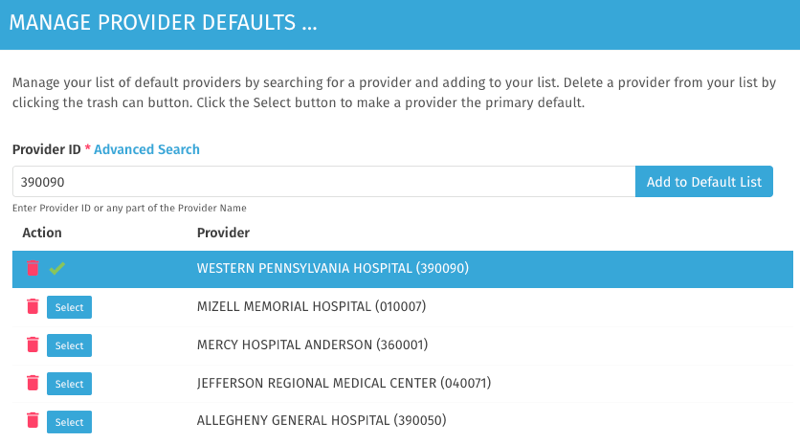 MANAGE PROVIDER DEFAULTS ...
Manage your list of default providers by searching for a provider and adding to your list. Delete a provider from your list by
clicking the trash can button. Click the Select button to make a provider the primary default.
Provider ID * Advanced Search
390090 Add to Default List
Enter Provider ID or any part of the Provider Name
Action Provider
WESTERN PENNSYLVANIA HOSPITAL (390090)
Select MIZELL MEMORIAL HOSPITAL (010007)
Select MERCY HOSPITAL ANDERSON (360001)
Select JEFFERSON REGIONAL MEDICAL CENTER (040071)
Select ALLEGHENY GENERAL HOSPITAL (390050)